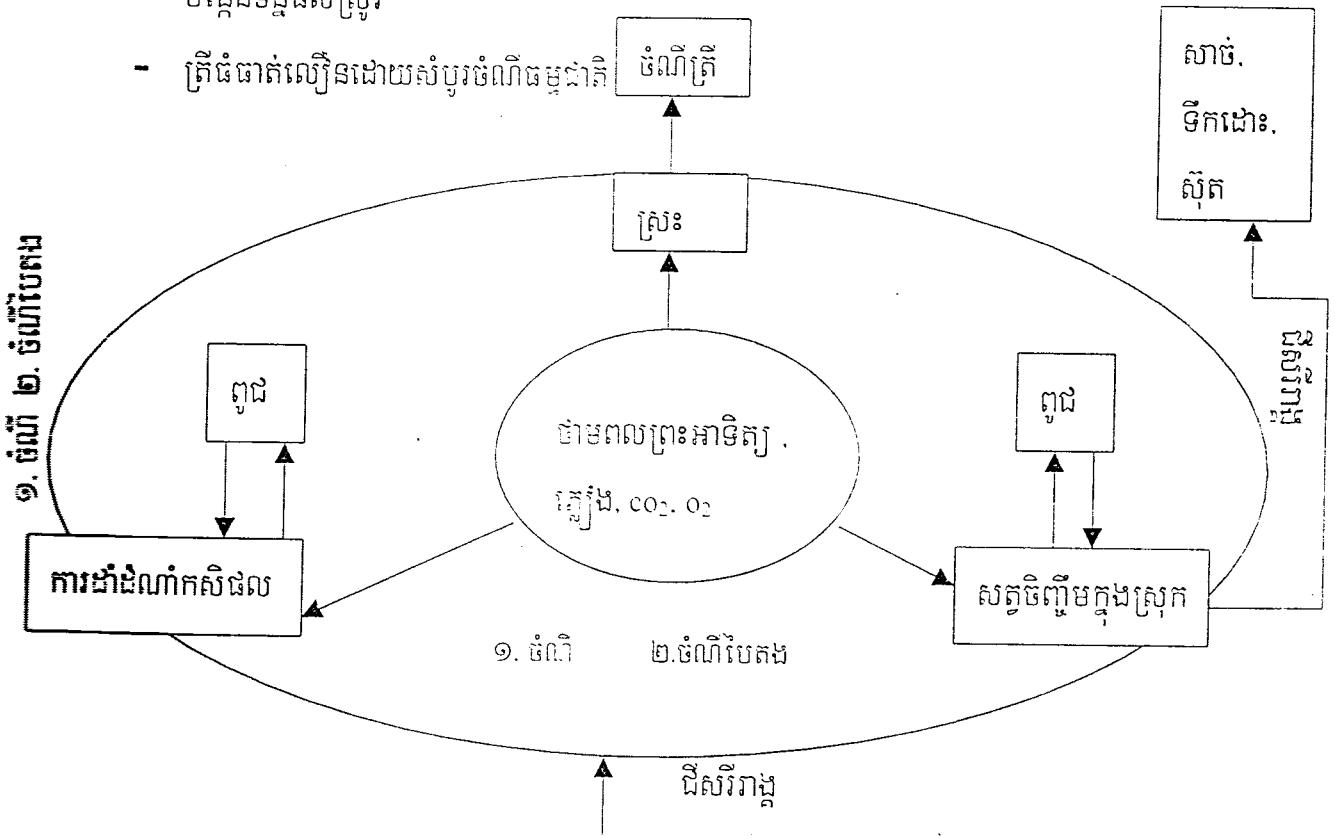 - ត្រីធំធាត់លឿនដោយសំបូរចំណីធម្មជាតិ
ចំណីត្រី
សាច់.
ទឹកដោះ.
ស៊ុត
ស្រះ
១. ចំណី ២. ចំណីបៃតង
ពូជ
ពូជ
ថាមពលព្រះអាទិត្យ .
ភ្លៀង, CO₂. O₂
ការដាំដំណាំកសិផល
សត្វចិញ្ចឹមក្នុងស្រុក
១. ចំណី ២.ចំណីបៃតង
ជីសរីរាង្គ